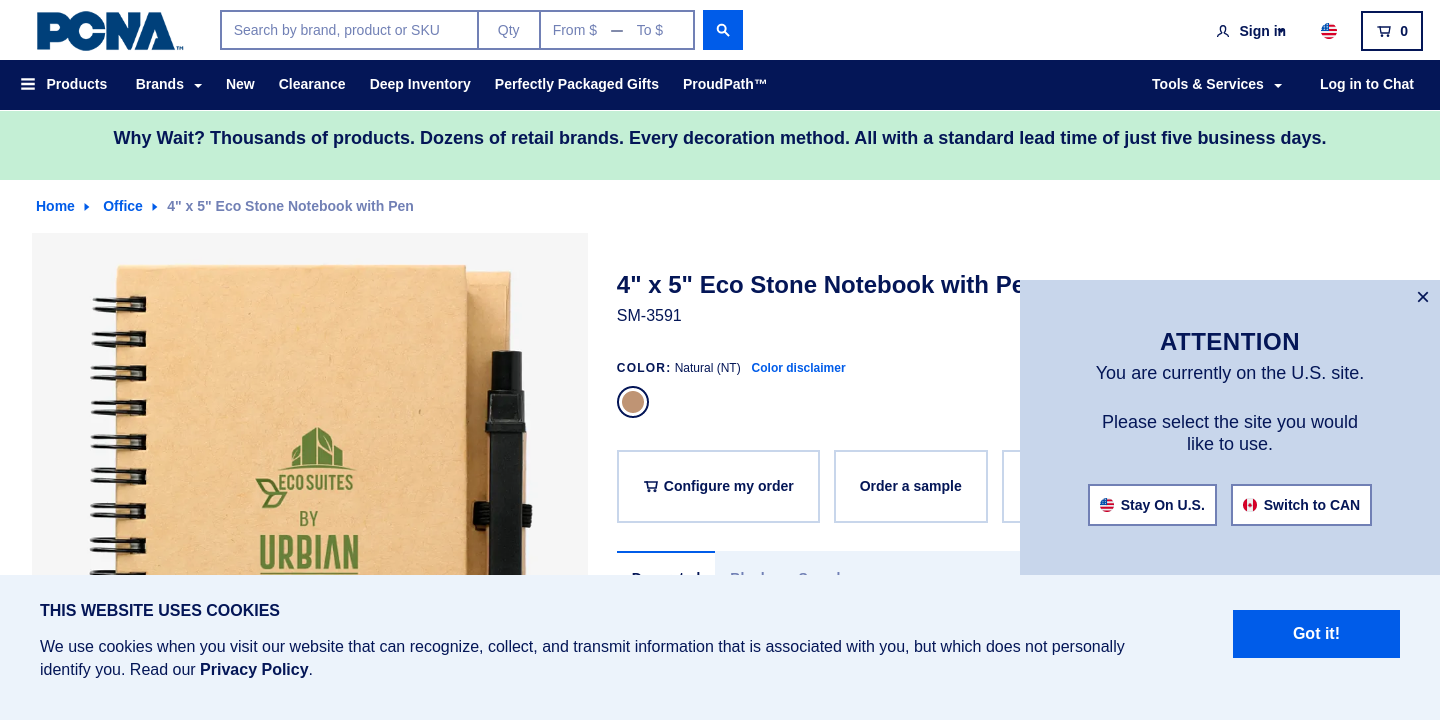 PCNA™
Search by brand, product or SKU
Qty
From $ — To $
Sign in
0
Products
Brands
New
Clearance
Deep Inventory
Perfectly Packaged Gifts
ProudPath™
Tools & Services
Log in to Chat
Why Wait? Thousands of products. Dozens of retail brands. Every decoration method. All with a standard lead time of just five business days.
Home
Office
4" x 5" Eco Stone Notebook with Pen
ECOSUITES
BY
URBIAN
4" x 5" Eco Stone Notebook with Pe
SM-3591
COLOR: Natural (NT) Color disclaimer
Configure my order
Order a sample
×
ATTENTION
You are currently on the U.S. site.
Please select the site you would
like to use.
Stay On U.S.
Switch to CAN
THIS WEBSITE USES COOKIES
We use cookies when you visit our website that can recognize, collect, and transmit information that is associated with you, but which does not personally
identify you. Read our Privacy Policy.
Got it!